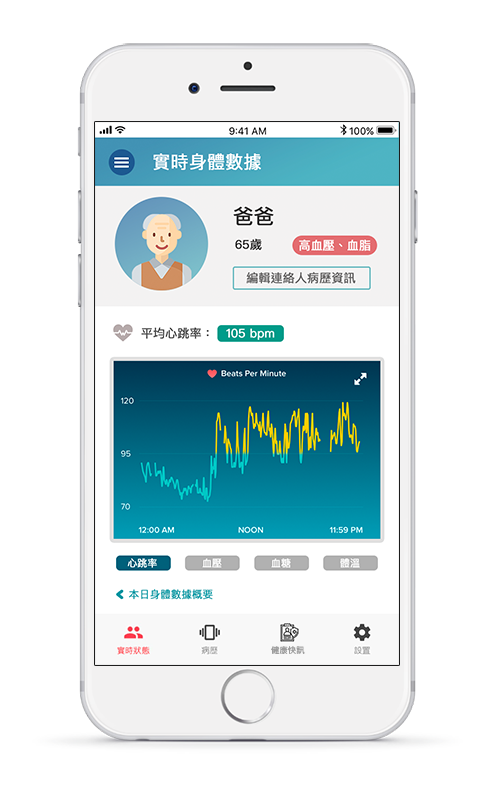 9:41 AM 100%
實時身體數據
爸爸
65歲 高血壓、血脂
編輯連絡人病歷資訊
平均心跳率： 105 bpm
Beats Per Minute
120
95
70
12:00 AM NOON 11:59 PM
心跳率 血壓 血糖 體溫
本日身體數據概要
實時狀態 病歷 健康快訊 設置